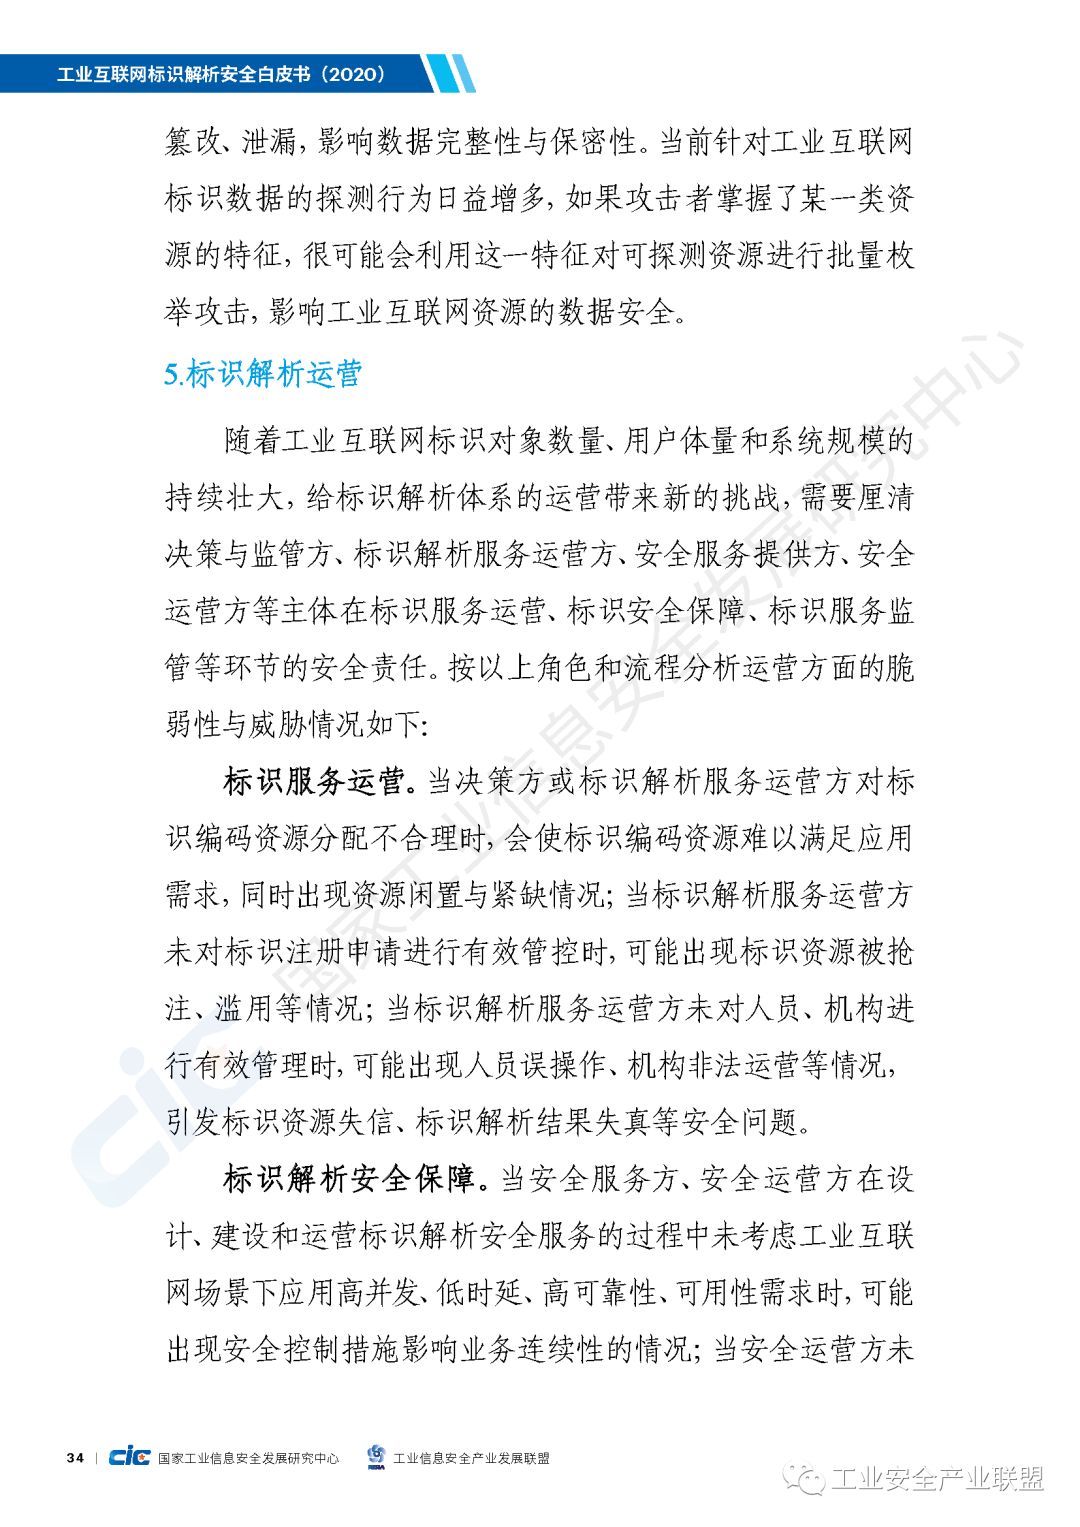 工业互联网标识解析安全白皮书（2020）
篡改、泄漏，影响数据完整性与保密性。当前针对工业互联网
标识数据的探测行为日益增多，如果攻击者掌握了某一类资
源的特征，很可能会利用这一特征对可探测资源进行批量枚
举攻击，影响工业互联网资源的数据安全。
5.标识解析运营
随着工业互联网标识对象数量、用户体量和系统规模的
持续壮大，给标识解析体系的运营带来新的挑战，需要厘清
决策与监管方、标识解析服务运营方、安全服务提供方、安全
运营方等主体在标识服务运营、标识安全保障、标识服务监
管等环节的安全责任。按以上角色和流程分析运营方面的脆
弱性与威胁情况如下：
标识服务运营。当决策方或标识解析服务运营方对标
识编码资源分配不合理时，会使标识编码资源难以满足应用
需求，同时出现资源闲置与紧缺情况；当标识解析服务运营方
未对标识注册申请进行有效管控时，可能出现标识资源被抢
注、滥用等情况；当标识解析服务运营方未对人员、机构进
行有效管理时，可能出现人员误操作、机构非法运营等情况，
引发标识资源失信、标识解析结果失真等安全问题。
标识解析安全保障。当安全服务方、安全运营方在设
计、建设和运营标识解析安全服务的过程中未考虑工业互联
网场景下应用高并发、低时延、高可靠性、可用性需求时，可能
出现安全控制措施影响业务连续性的情况；当安全运营方未
国家工业信息安全发展研究中心
cic
34 | cic 国家工业信息安全发展研究中心 工业信息安全产业发展联盟
工业安全产业联盟